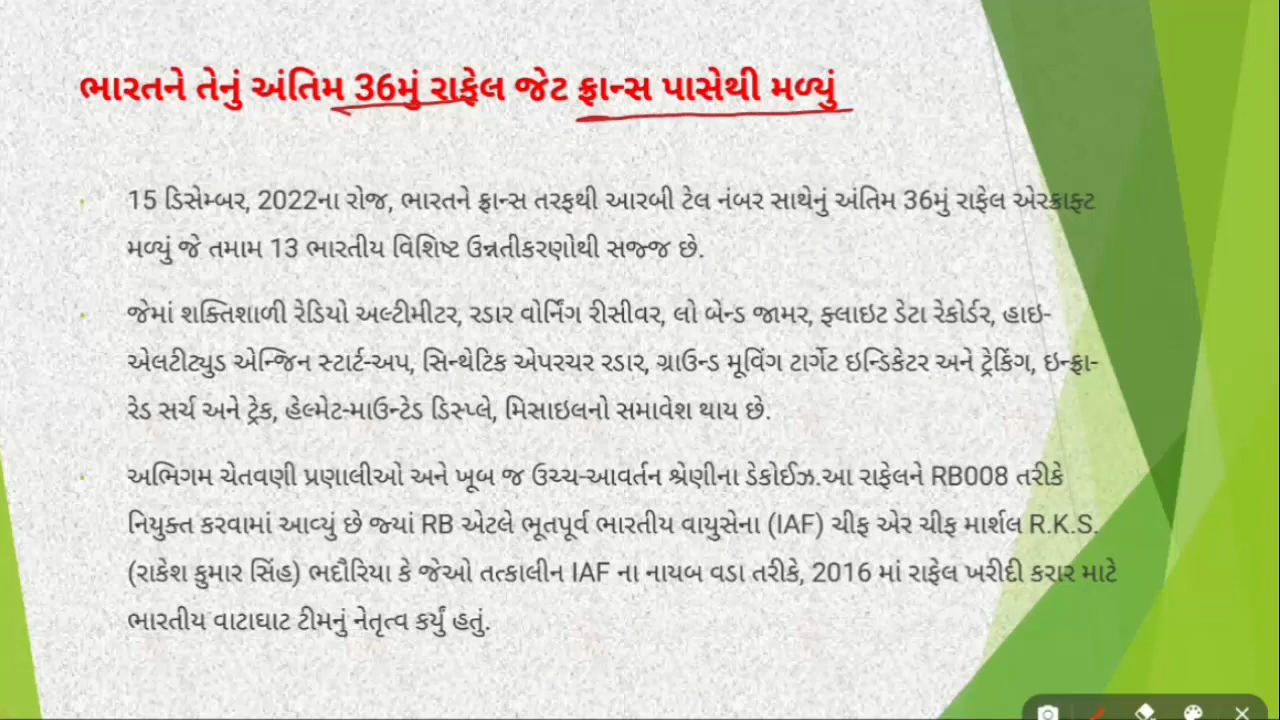 ભારતને તેનું અંતિમ 36મું રાફેલ જેટ ફ્રાન્સ પાસેથી મળ્યું
15 ડિસેમ્બર, 2022ના રોજ, ભારતને ફ્રાન્સ તરફથી આરબી ટેલ નંબર સાથેનું અંતિમ 36મું રાફેલ એરક્રાફ્ટ
મળ્યું જે તમામ 13 ભારતીય વિશિષ્ટ ઉન્નતીકરણોથી સજ્જ છે.
જેમાં શક્તિશાળી રેડિયો અલ્ટીમીટર, રડાર વોર્નિંગ રીસીવર, લો બેન્ડ જામર, ફ્લાઇટ ડેટા રેકોર્ડર, હાઇ-
એલટીટ્યુડ એન્જિન સ્ટાર્ટ-અપ, સિન્થેટિક એપરચર રડાર, ગ્રાઉન્ડ મૂવિંગ ટાર્ગેટ ઇન્ડિકેટર અને ટ્રેકિંગ, ઇન્ફ્રા-
રેડ સર્ચ અને ટ્રેક, હેલ્મેટ-માઉન્ટેડ ડિસ્પ્લે, મિસાઇલનો સમાવેશ થાય છે.
અભિગમ ચેતવણી પ્રણાલીઓ અને ખૂબ જ ઉચ્ચ-આવર્તન શ્રેણીના ડેકોઈઝ.આ રાફેલને RB008 તરીકે
નિયુક્ત કરવામાં આવ્યું છે જ્યાં RB એટલે ભૂતપૂર્વ ભારતીય વાયુસેના (IAF) ચીફ એર ચીફ માર્શલ R.K.S.
(રાકેશ કુમાર સિંહ) ભદૌરિયા કે જેઓ તત્કાલીન IAF ના નાયબ વડા તરીકે, 2016 માં રાફેલ ખરીદી કરાર માટે
ભારતીય વાટાઘાટ ટીમનું નેતૃત્વ કર્યું હતું.